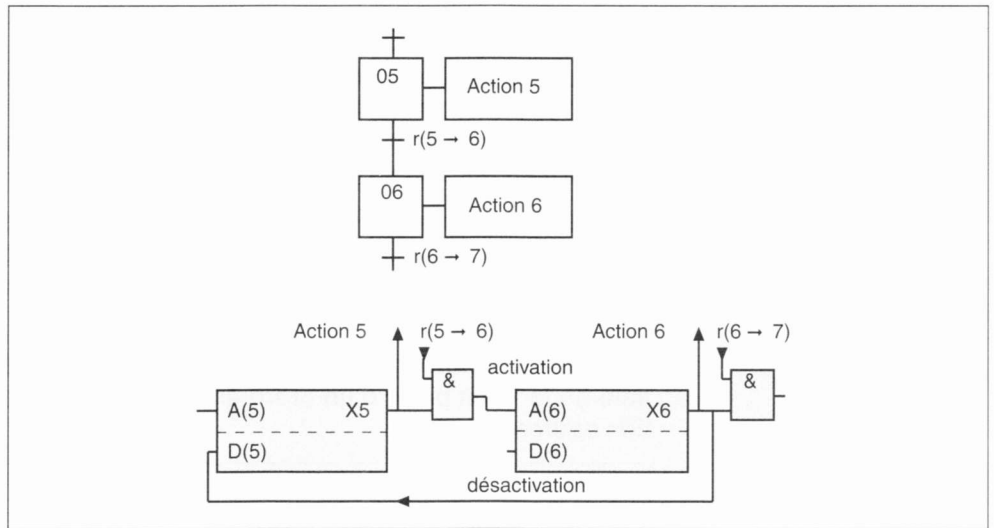 05
Action 5
r(5 → 6)
06
Action 6
r(6 → 7)
Action 5
r(5 → 6)
Action 6
r(6 → 7)
activation
&
&
A(5)
X5
A(6)
X6
D(5)
D(6)
désactivation